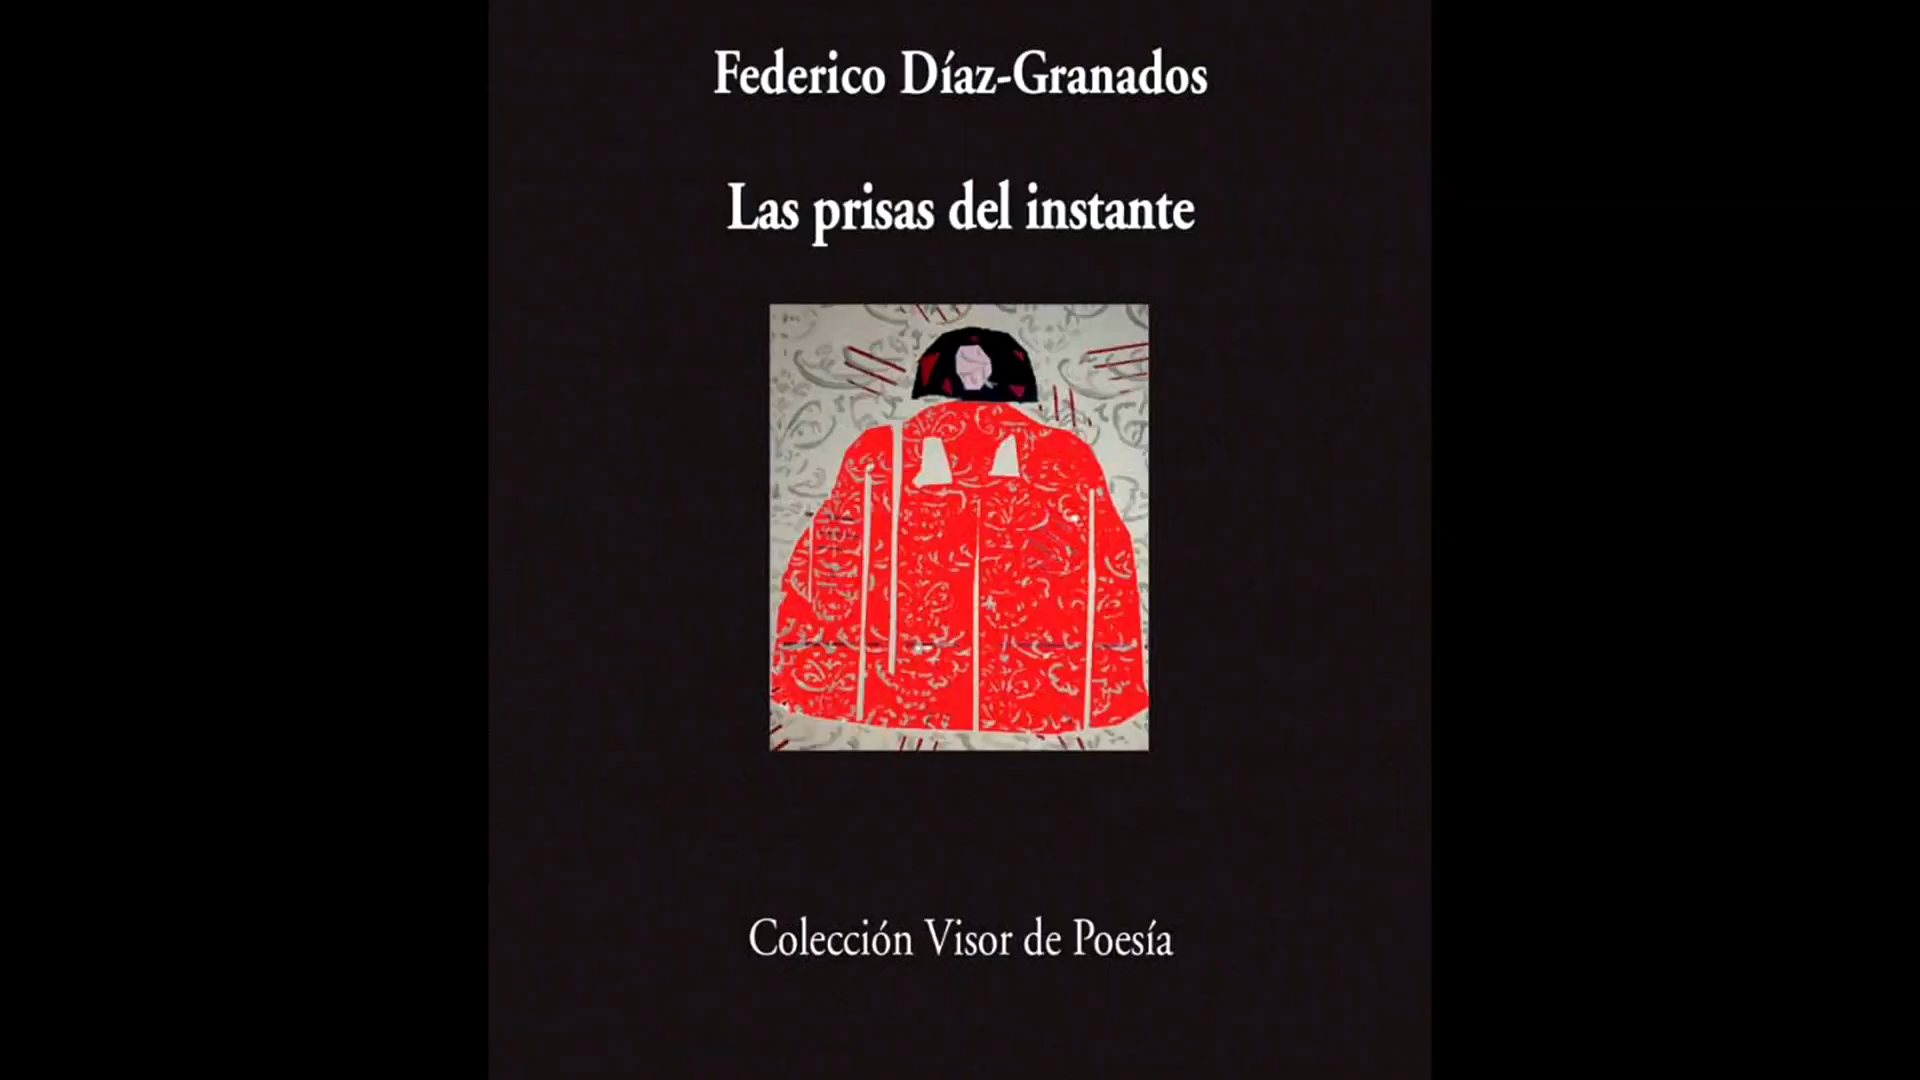 Federico Díaz-Granados
Las prisas del instante
Colección Visor de Poesía